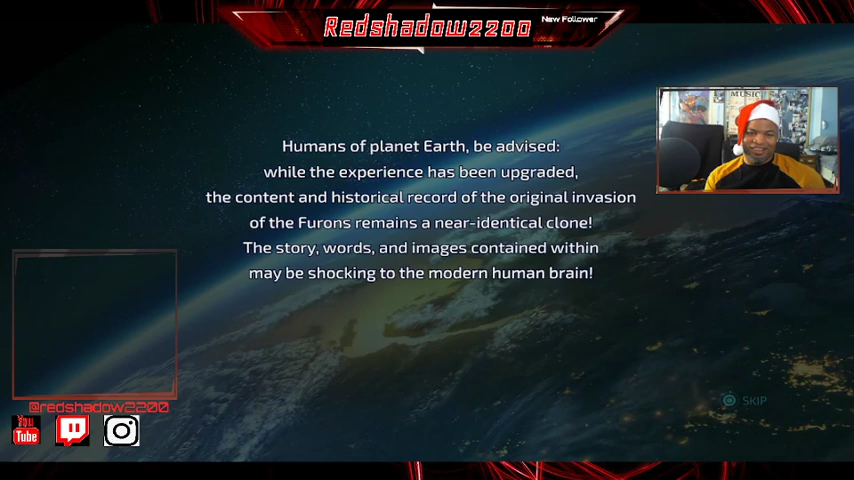 Redshadow2200
New Follower
MUSIC
Humans of planet Earth, be advised:
while the experience has been upgraded,
the content and historical record of the original invasion
of the Furons remains a near-identical clone!
The story, words, and images contained within
may be shocking to the modern human brain!
SKIP
@redshadow2200
You
Tube